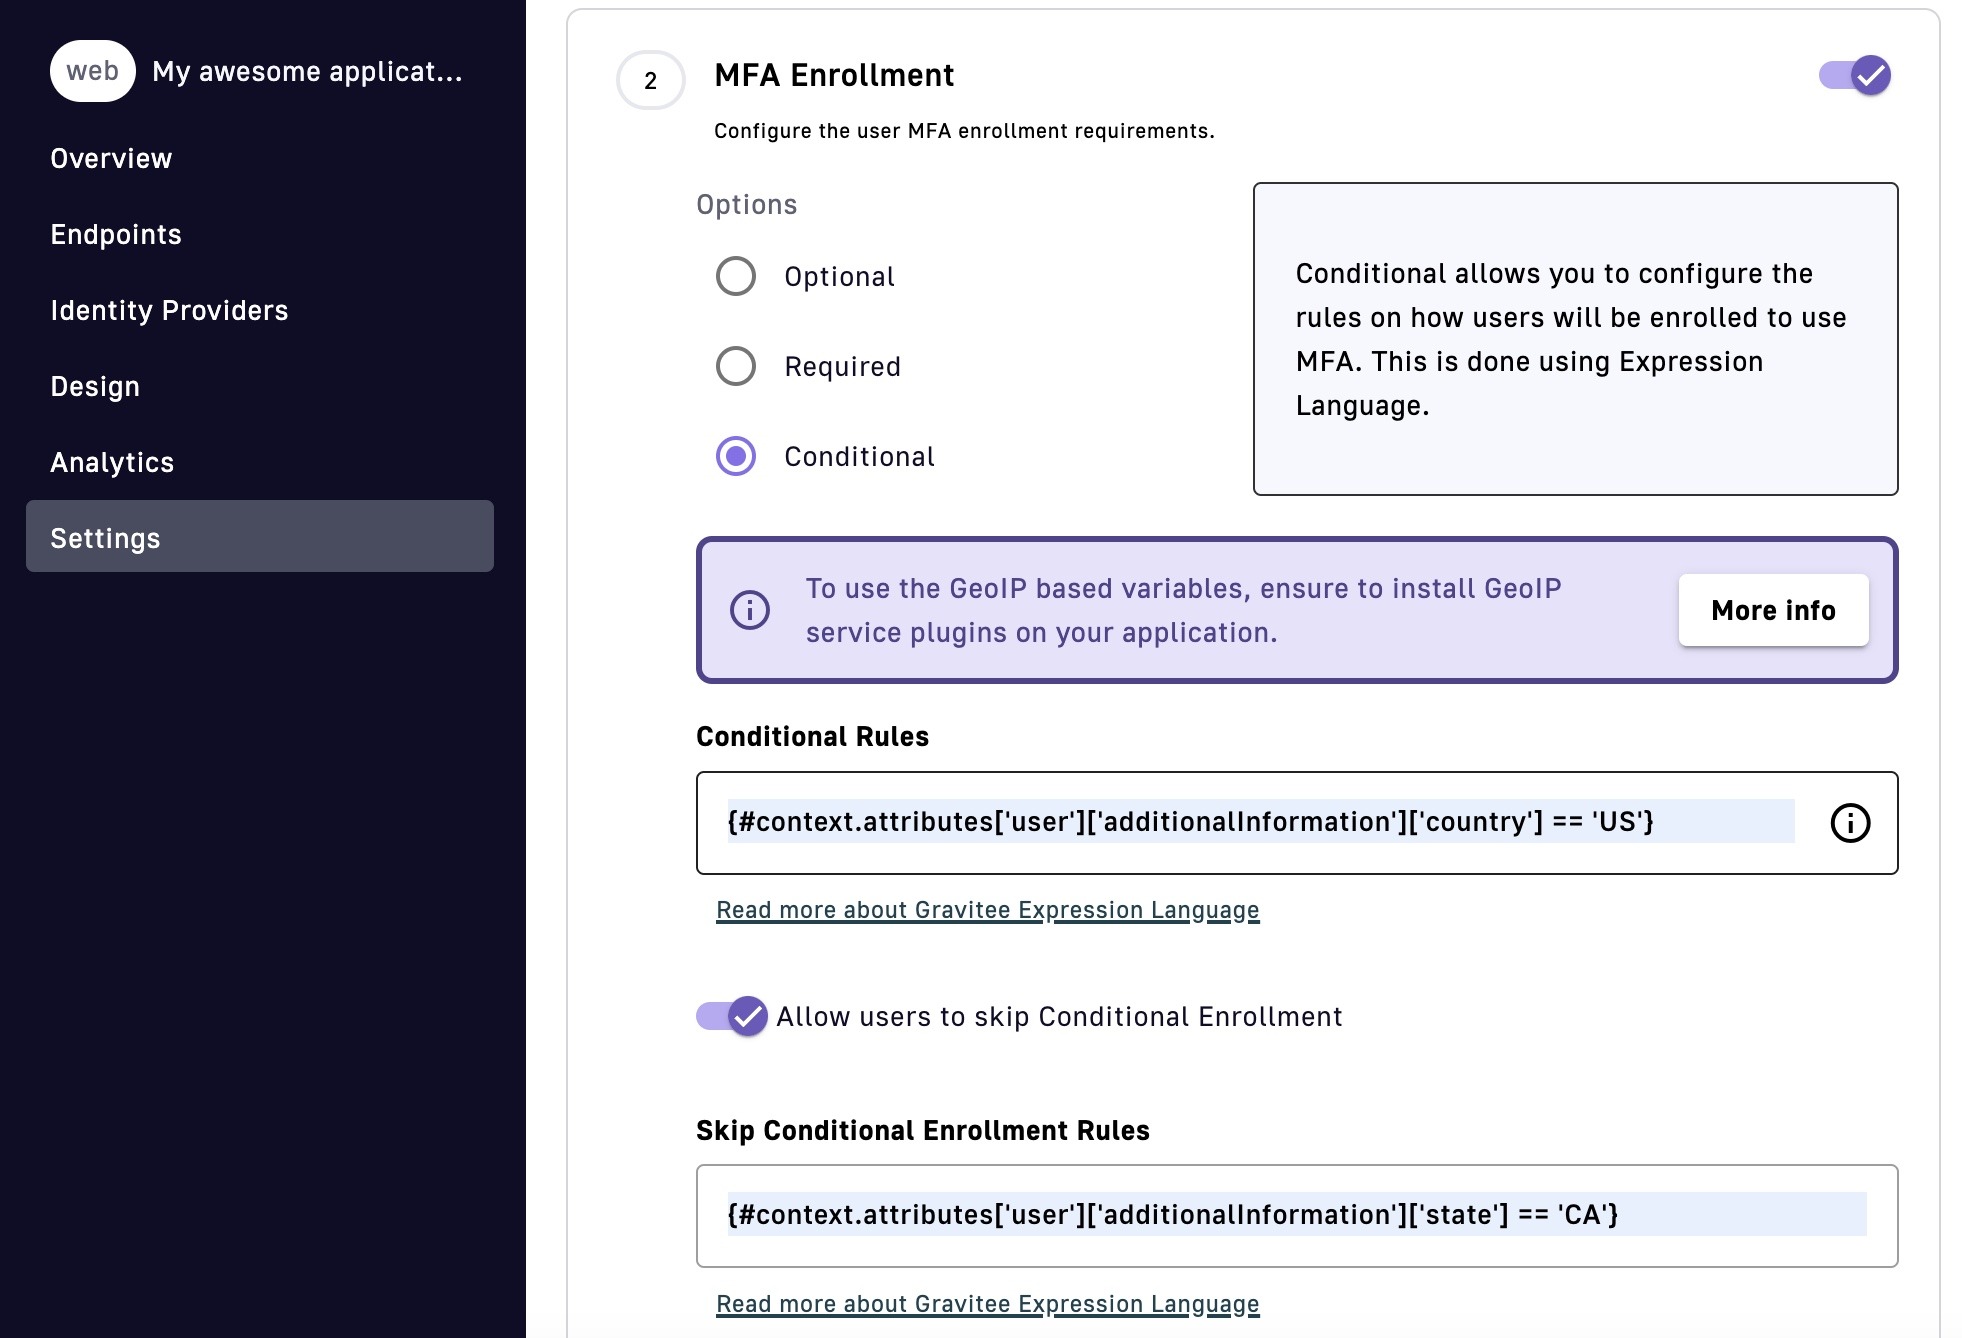 web My awesome applicat...
Overview
Endpoints
Identity Providers
Design
Analytics
Settings
2 MFA Enrollment
Configure the user MFA enrollment requirements.
Options
Optional
Required
Conditional
Conditional allows you to configure the
rules on how users will be enrolled to use
MFA. This is done using Expression
Language.
To use the GeoIP based variables, ensure to install GeoIP
service plugins on your application.
More info
Conditional Rules
{#context.attributes['user']['additionalInformation']['country'] == 'US'}
Read more about Gravitee Expression Language
Allow users to skip Conditional Enrollment
Skip Conditional Enrollment Rules
{#context.attributes['user']['additionalInformation']['state'] == 'CA'}
Read more about Gravitee Expression Language